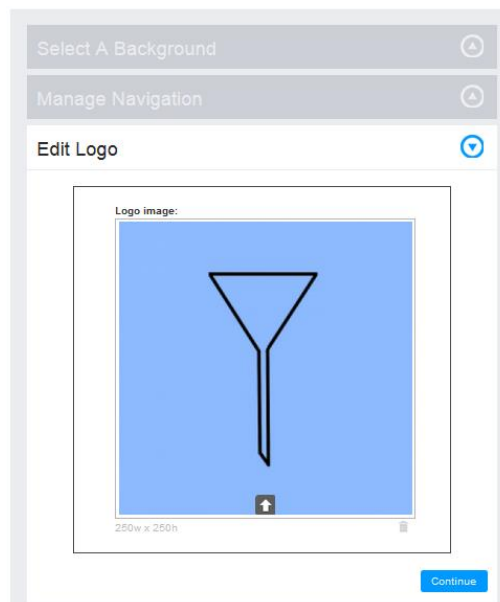 Select A Background
Manage Navigation
Edit Logo
Logo image:
250w x 250h
Continue